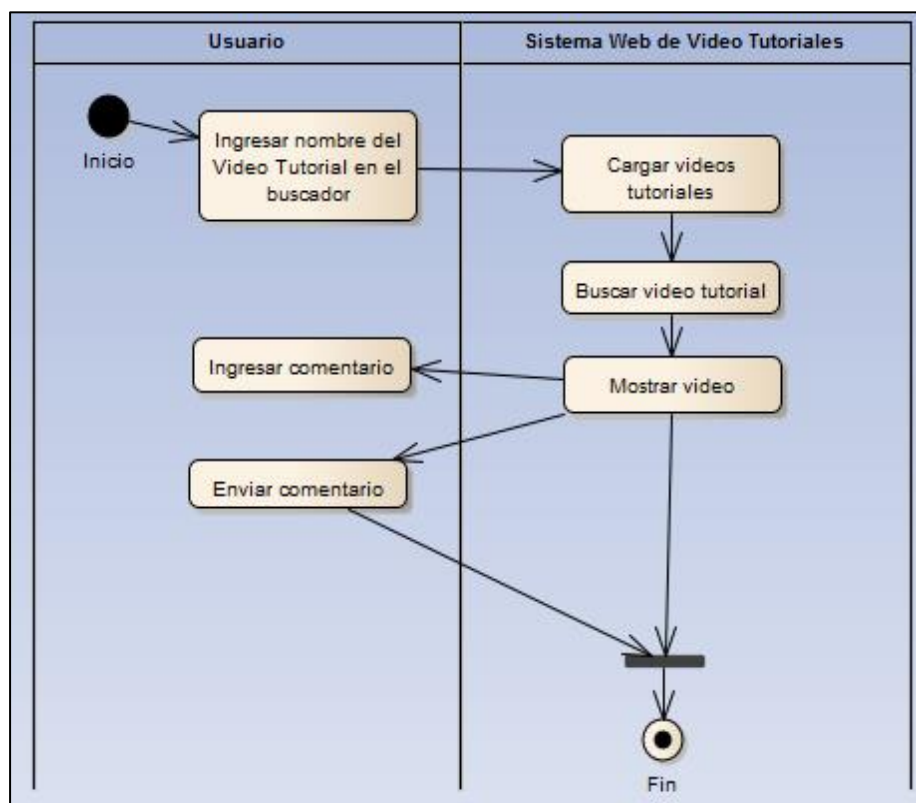 Usuario
Sistema Web de Video Tutoriales
Inicio
Ingresar nombre del
Video Tutorial en el
buscador
Cargar videos
tutoriales
Buscar video tutorial
Ingresar comentario
Mostrar video
Enviar comentario
Fin